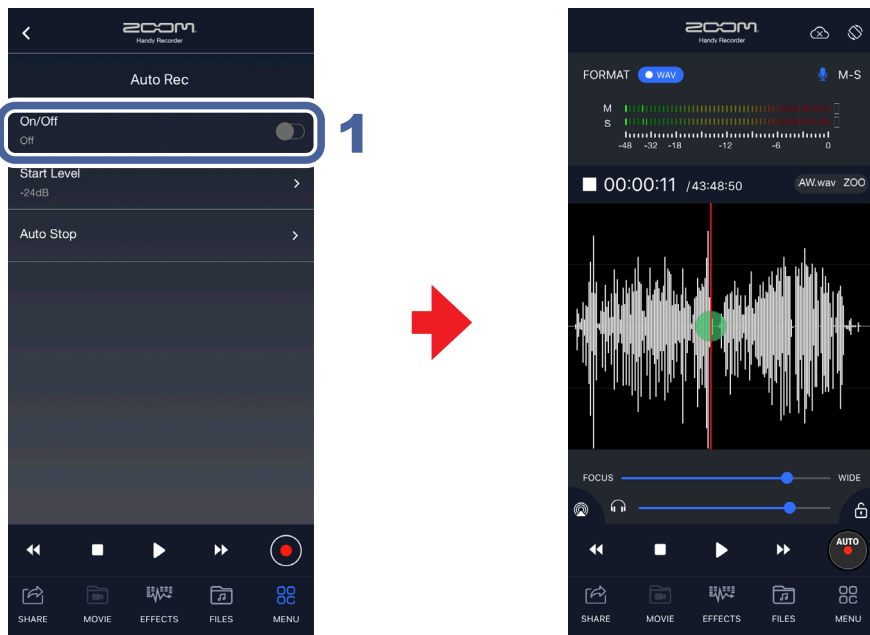 ZOOM
Handy Recorder
Auto Rec
On/Off
Off
1
Start Level
-24dB
Auto Stop
SHARE MOVIE EFFECTS FILES MENU
ZOOM
Handy Recorder
FORMAT WAV M-S
M
S
-48 -32 -18 -12 -6 0
00:00:11 /43:48:50 AW.wav ZOO
FOCUS WIDE
AUTO
SHARE MOVIE EFFECTS FILES MENU